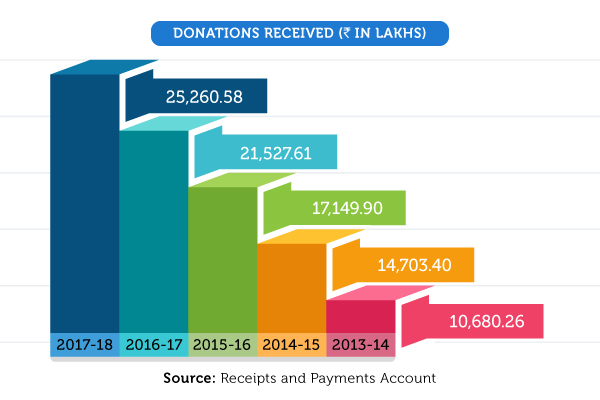 DONATIONS RECEIVED (₹ IN LAKHS)
25,260.58
21,527.61
17,149.90
14,703.40
10,680.26
2017-18 2016-17 2015-16 2014-15 2013-14
Source: Receipts and Payments Account